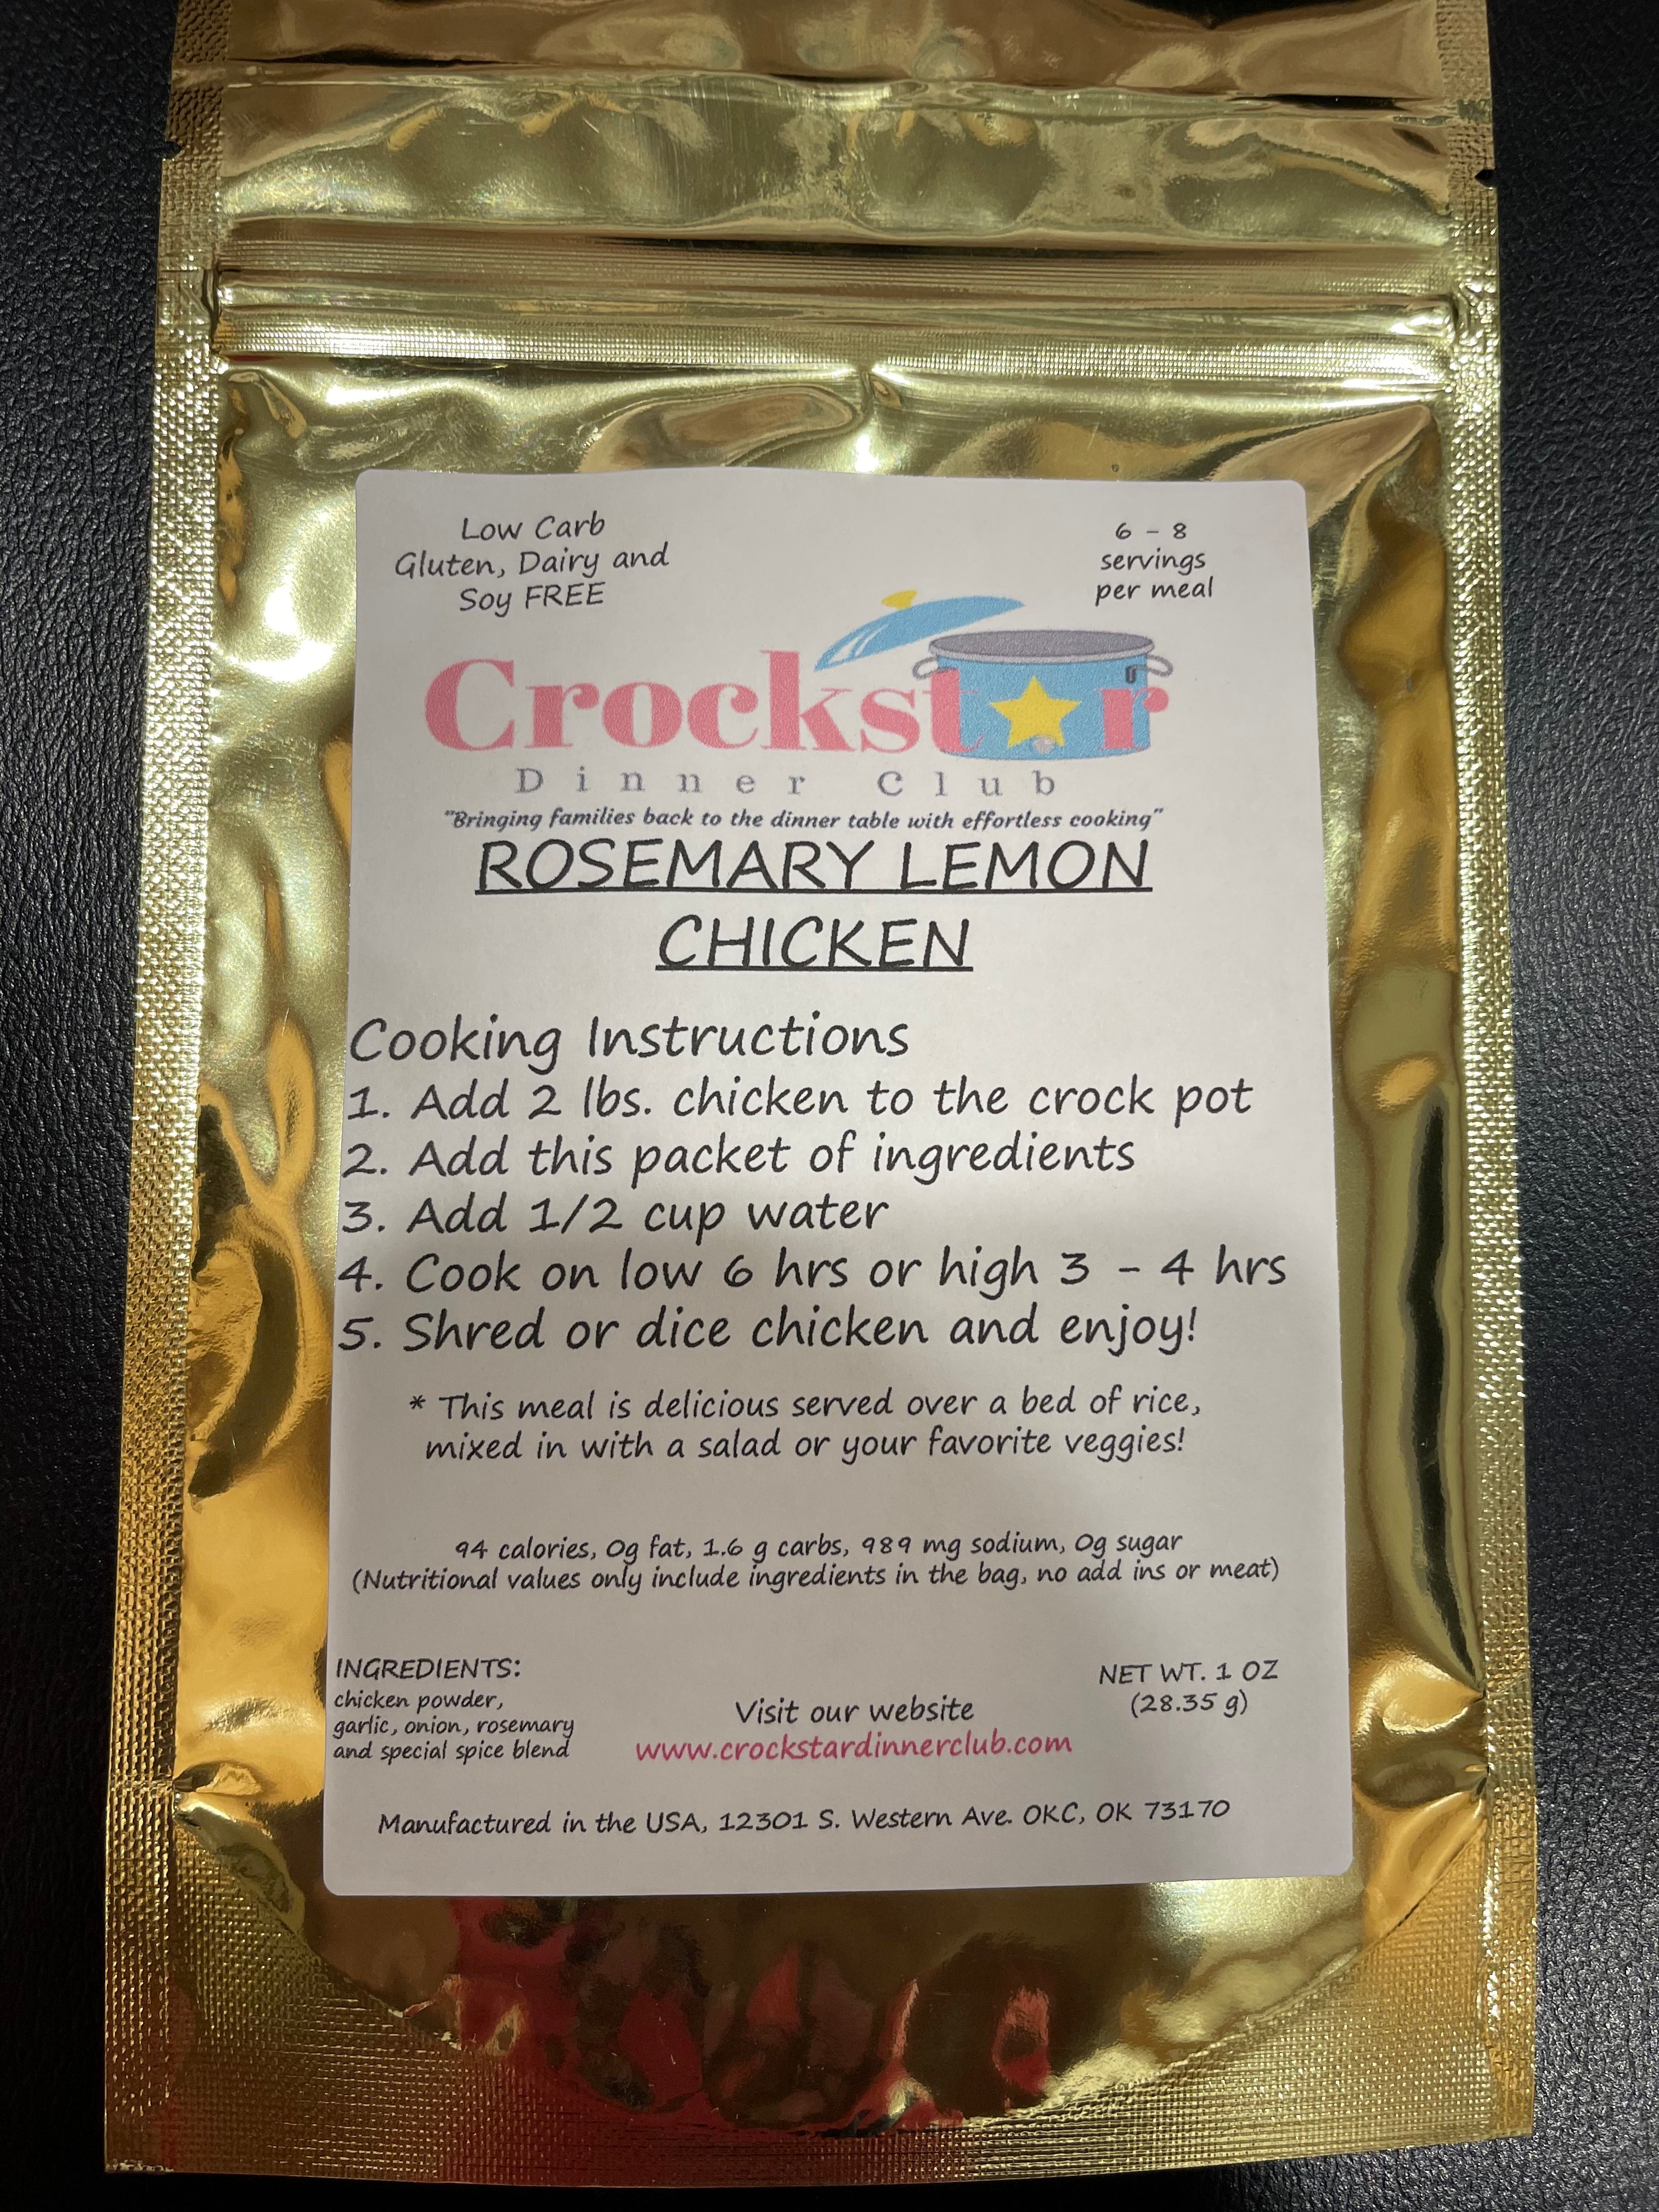 Low Carb
Gluten, Dairy and
Soy FREE
6 - 8
servings
per meal
Crockstar
Dinner Club
"Bringing families back to the dinner table with effortless cooking"
ROSEMARY LEMON
CHICKEN
Cooking Instructions
1. Add 2 lbs. chicken to the crock pot
2. Add this packet of ingredients
3. Add 1/2 cup water
4. Cook on low 6 hrs or high 3 - 4 hrs
5. Shred or dice chicken and enjoy!
* This meal is delicious served over a bed of rice,
mixed in with a salad or your favorite veggies!
94 calories, 0g fat, 1.6 g carbs, 989 mg sodium, 0g sugar
(Nutritional values only include ingredients in the bag, no add ins or meat)
INGREDIENTS:
chicken powder,
garlic, onion, rosemary
and special spice blend
Visit our website
www.crockstardinnerclub.com
NET WT. 1 OZ
(28.35 g)
Manufactured in the USA, 12301 S. Western Ave. OKC, OK 73170